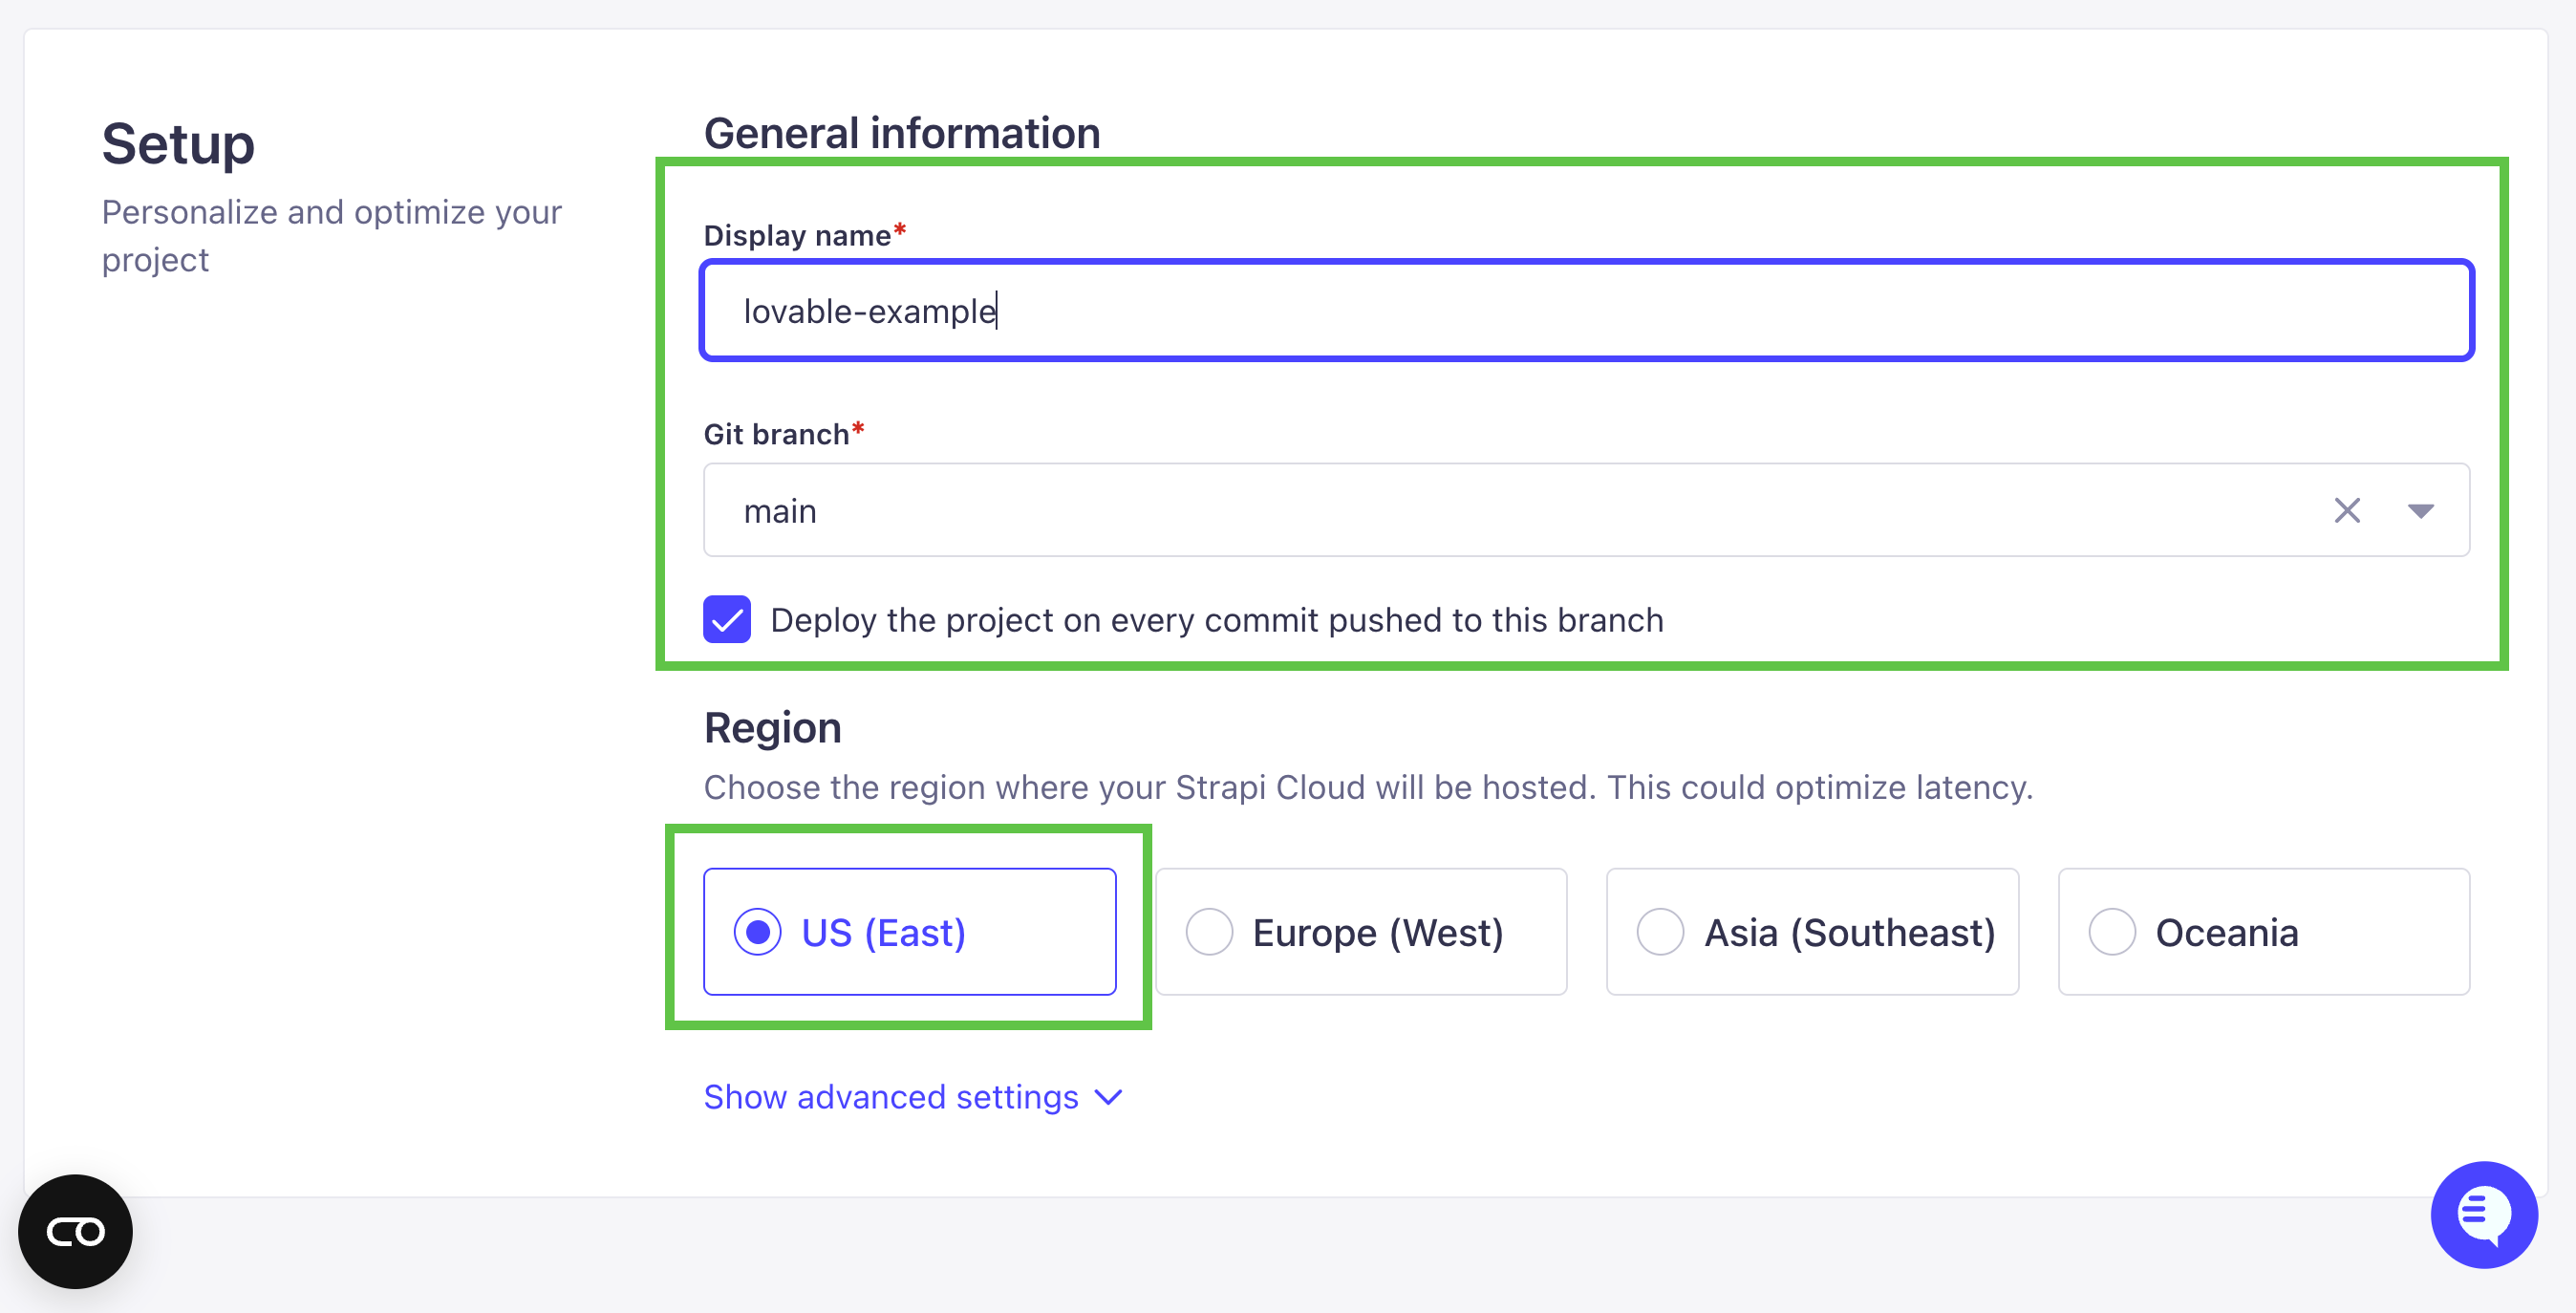 Setup
Personalize and optimize your
project
General information
Display name*
lovable-example
Git branch*
main
Deploy the project on every commit pushed to this branch
Region
Choose the region where your Strapi Cloud will be hosted. This could optimize latency.
US (East)
Europe (West)
Asia (Southeast)
Oceania
Show advanced settings